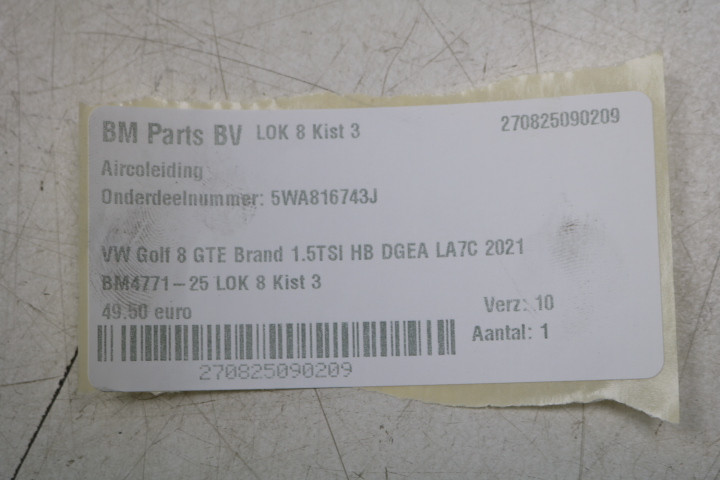 BM Parts BV LOK 8 Kist 3 270825090209
Aircoleiding
Onderdeelnummer: 5WA816743J
VW Golf 8 GTE Brand 1.5TSI HB DGEA LA7C 2021
BM4771-25 LOK 8 Kist 3
49.50 euro Verz: 10
Aantal: 1
270825090209